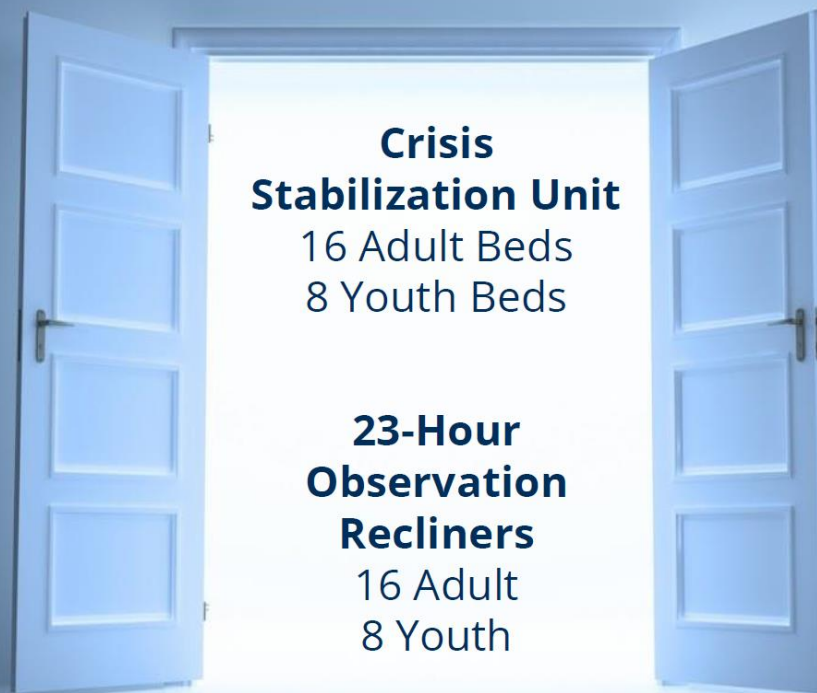 Crisis
Stabilization Unit
16 Adult Beds
8 Youth Beds
23-Hour
Observation
Recliners
16 Adult
8 Youth